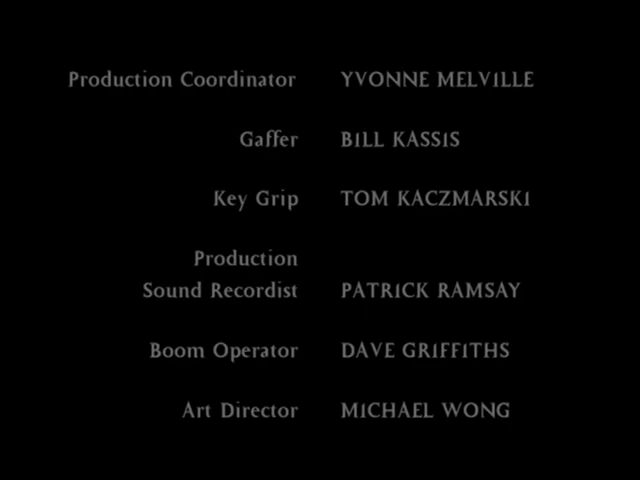 Production Coordinator YVONNE MELVILLE
Gaffer BILL KASSIS
Key Grip TOM KACZMARSKI
Production
Sound Recordist PATRICK RAMSAY
Boom Operator DAVE GRIFFITHS
Art Director MICHAEL WONG